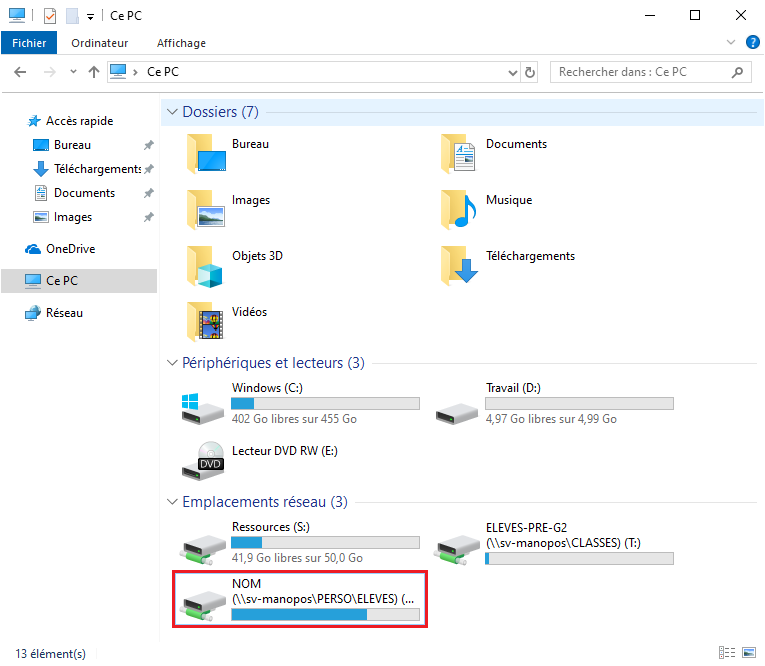 Ce PC
Fichier
Ordinateur
Affichage
?
Ce PC
Rechercher dans : Ce PC
Accès rapide
Bureau
Téléchargements
Documents
Images
OneDrive
Ce PC
Réseau
Dossiers (7)
Bureau
Documents
Images
Musique
Objets 3D
Téléchargements
Vidéos
Périphériques et lecteurs (3)
Windows (C:)
402 Go libres sur 455 Go
Travail (D:)
4,97 Go libres sur 4,99 Go
DVD
Lecteur DVD RW (E:)
Emplacements réseau (3)
Ressources (S:)
41,9 Go libres sur 50,0 Go
ELEVES-PRE-G2
(\\sv-manopos\CLASSES) (T:)
NOM
(\\sv-manopos\PERSO\ELEVES) (...
13 élément(s)